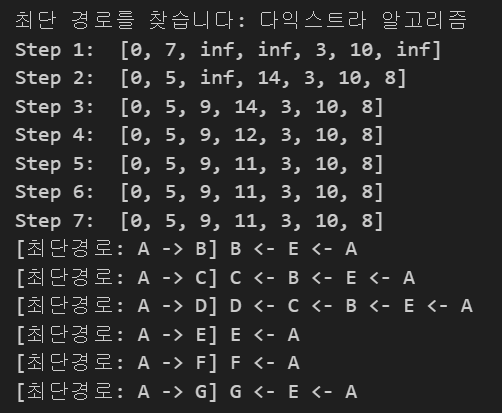 최단 경로를 찾습니다: 다익스트라 알고리즘
Step 1:  [0, 7, inf, inf, 3, 10, inf]
Step 2:  [0, 5, inf, 14, 3, 10, 8]
Step 3:  [0, 5, 9, 14, 3, 10, 8]
Step 4:  [0, 5, 9, 12, 3, 10, 8]
Step 5:  [0, 5, 9, 11, 3, 10, 8]
Step 6:  [0, 5, 9, 11, 3, 10, 8]
Step 7:  [0, 5, 9, 11, 3, 10, 8]
[최단경로: A -> B] B <- E <- A
[최단경로: A -> C] C <- B <- E <- A
[최단경로: A -> D] D <- C <- B <- E <- A
[최단경로: A -> E] E <- A
[최단경로: A -> F] F <- A
[최단경로: A -> G] G <- E <- A